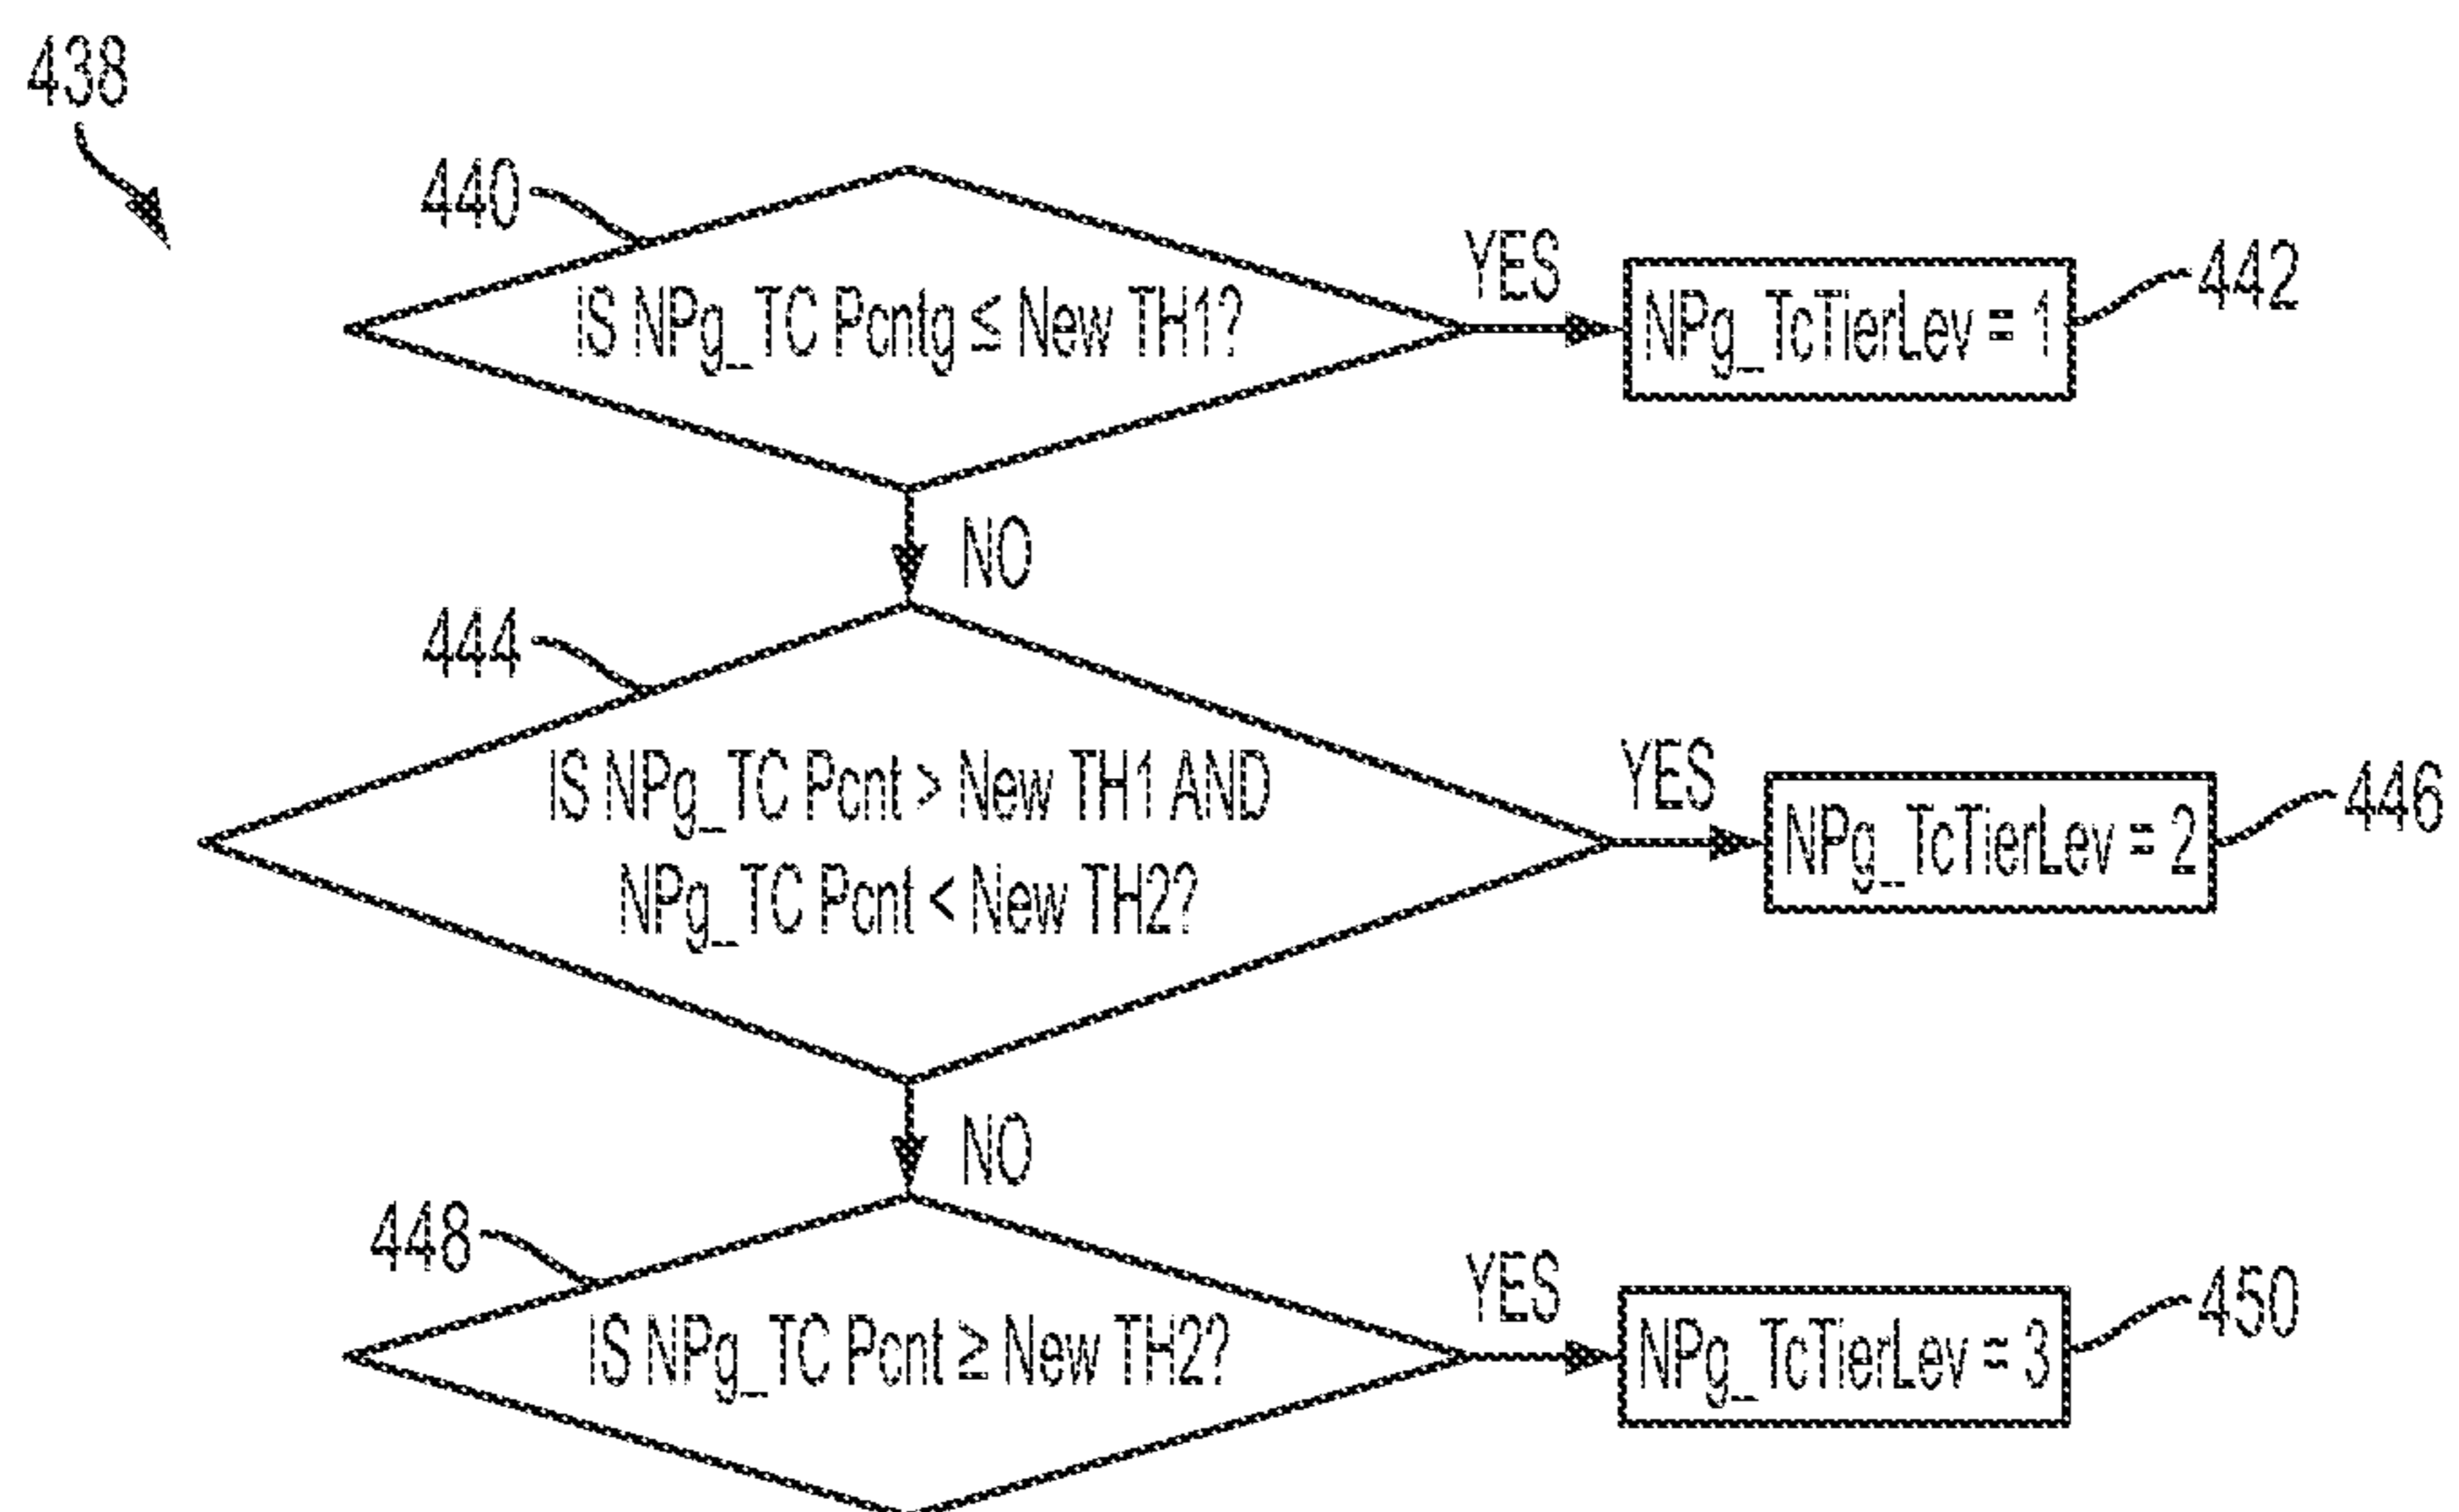 438
440
IS NPg_TC Pcntg ≤ New TH1?
YES
NPg_TcTierLev = 1
442
NO
444
IS NPg_TC Pcnt > New TH1 AND
NPg_TC Pcnt < New TH2?
YES
NPg_TcTierLev = 2
446
NO
448
IS NPg_TC Pcnt ≥ New TH2?
YES
NPg_TcTierLev = 3
450